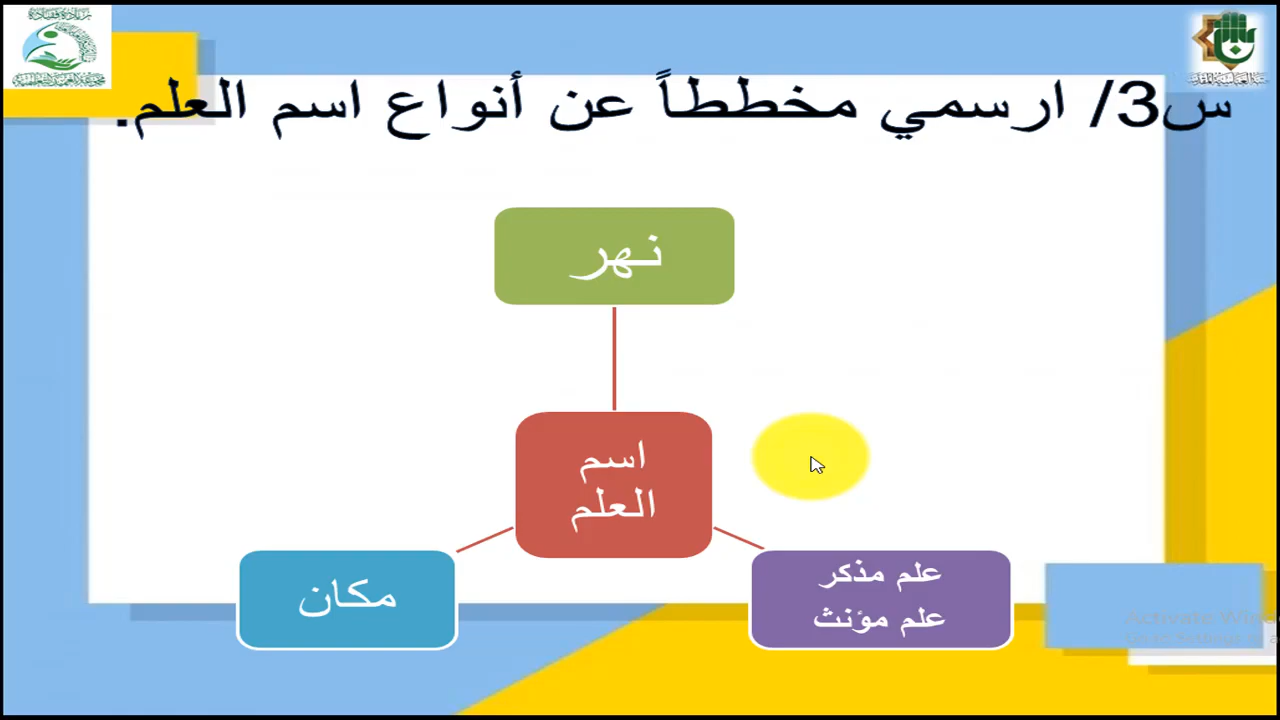 س3/ ارسمي مخططاً عن أنواع اسم العلم.
نهر
اسم
العلم
علم مذكر
علم مؤنث
مكان